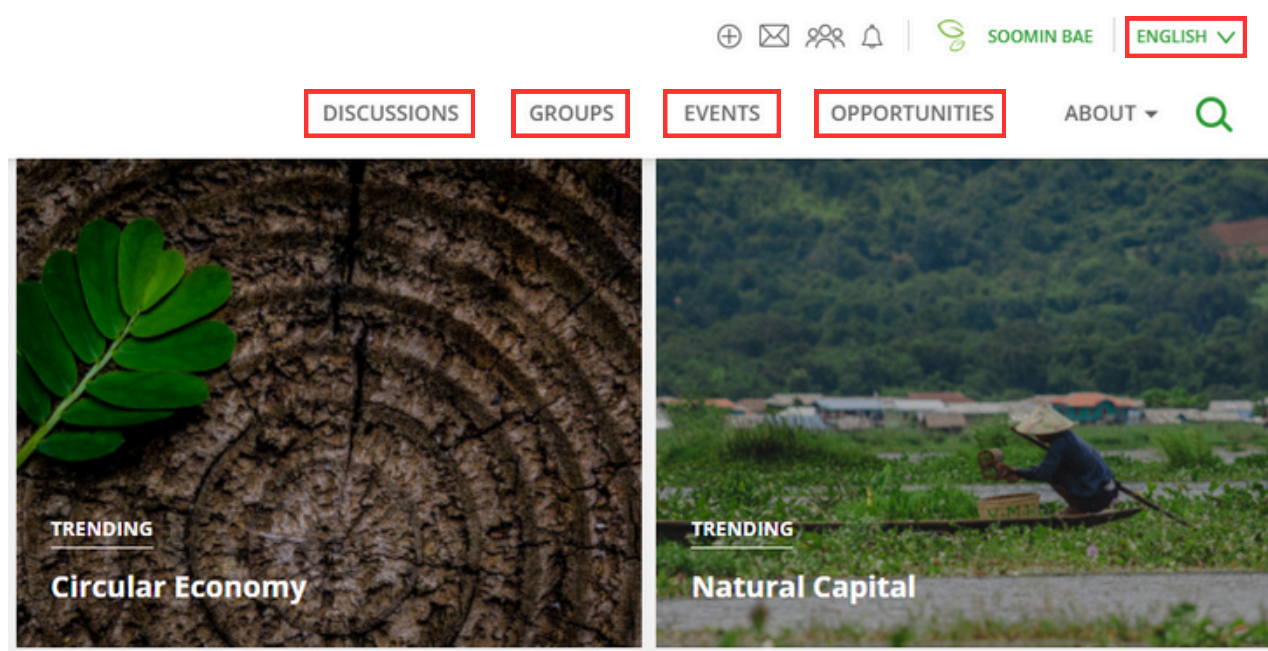 SOOMIN BAE ENGLISH
DISCUSSIONS GROUPS EVENTS OPPORTUNITIES ABOUT
TRENDING
Circular Economy
TRENDING
Natural Capital